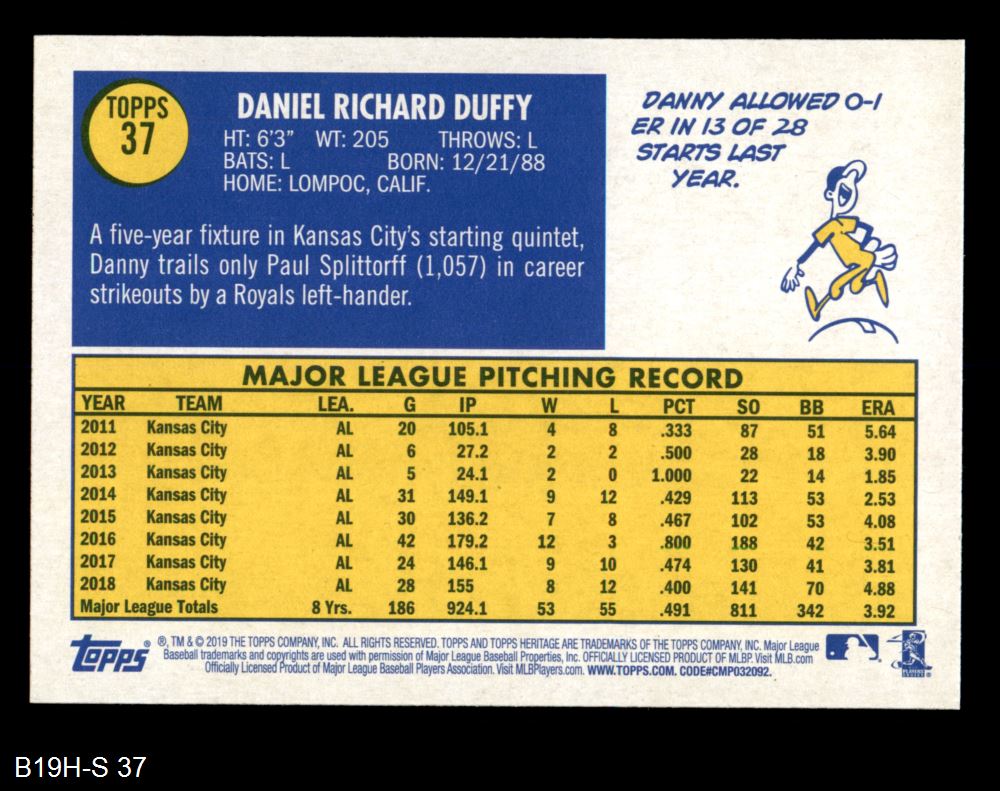 TOPPS
37
DANIEL RICHARD DUFFY
HT: 6'3" WT: 205 THROWS: L
BATS: L BORN: 12/21/88
HOME: LOMPOC, CALIF.
A five-year fixture in Kansas City's starting quintet,
Danny trails only Paul Splittorff (1,057) in career
strikeouts by a Royals left-hander.
DANNY ALLOWED 0-1
ER IN 13 OF 28
STARTS LAST
YEAR.
MAJOR LEAGUE PITCHING RECORD
YEAR TEAM LEA. G IP W L PCT SO BB ERA
2011 Kansas City AL 20 105.1 4 8 .333 87 51 5.64
2012 Kansas City AL 6 27.2 2 2 .500 28 18 3.90
2013 Kansas City AL 5 24.1 2 0 1.000 22 14 1.85
2014 Kansas City AL 31 149.1 9 12 .429 113 53 2.53
2015 Kansas City AL 30 136.2 7 8 .467 102 53 4.08
2016 Kansas City AL 42 179.2 12 3 .800 188 42 3.51
2017 Kansas City AL 24 146.1 9 10 .474 130 41 3.81
2018 Kansas City AL 28 155 8 12 .400 141 70 4.88
Major League Totals 8 Yrs. 186 924.1 53 55 .491 811 342 3.92
TOPPS® ®, TM & © 2019 THE TOPPS COMPANY, INC. ALL RIGHTS RESERVED. TOPPS AND TOPPS HERITAGE ARE TRADEMARKS OF THE TOPPS COMPANY, INC. Major League
Baseball trademarks and copyrights are used with permission of Major League Baseball Properties, Inc. OFFICIALLY LICENSED PRODUCT OF MLBP. Visit MLB.com
Officially Licensed Product of Major League Baseball Players Association. Visit MLBPlayers.com. WWW.TOPPS.COM. CODE#CMP032092.
B19H-S 37